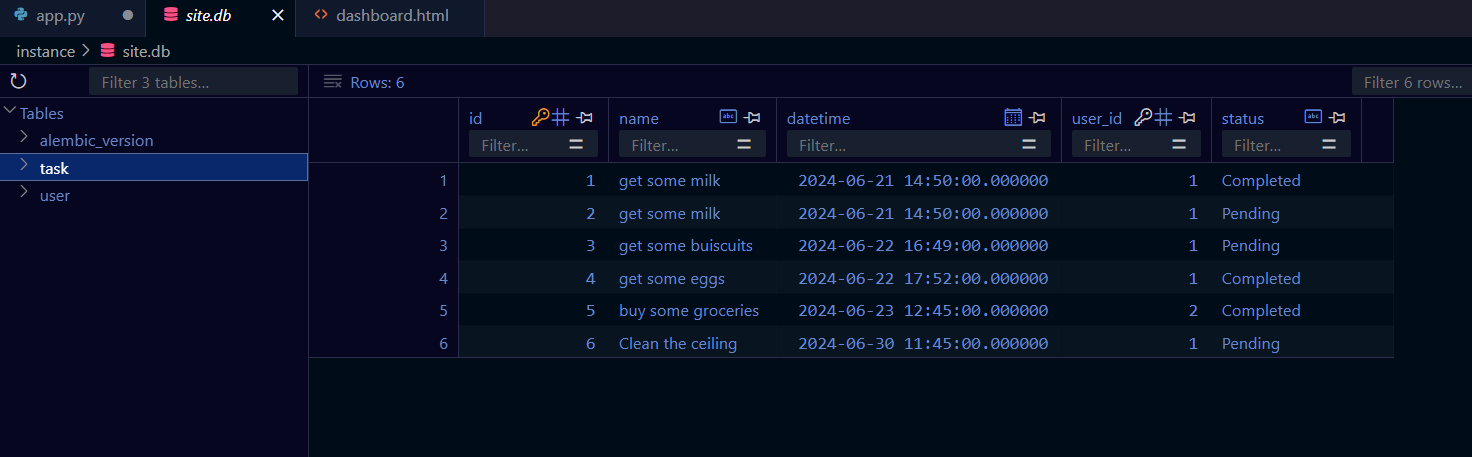 app.py
site.db
dashboard.html
instance > site.db
Filter 3 tables...
Rows: 6
Filter 6 rows...
Tables
alembic_version
task
user
id name datetime user_id status
Filter... Filter... Filter... Filter... Filter...
1 1 get some milk 2024-06-21 14:50:00.000000 1 Completed
2 2 get some milk 2024-06-21 14:50:00.000000 1 Pending
3 3 get some buiscuits 2024-06-22 16:49:00.000000 1 Pending
4 4 get some eggs 2024-06-22 17:52:00.000000 1 Completed
5 5 buy some groceries 2024-06-23 12:45:00.000000 2 Completed
6 6 Clean the ceiling 2024-06-30 11:45:00.000000 1 Pending